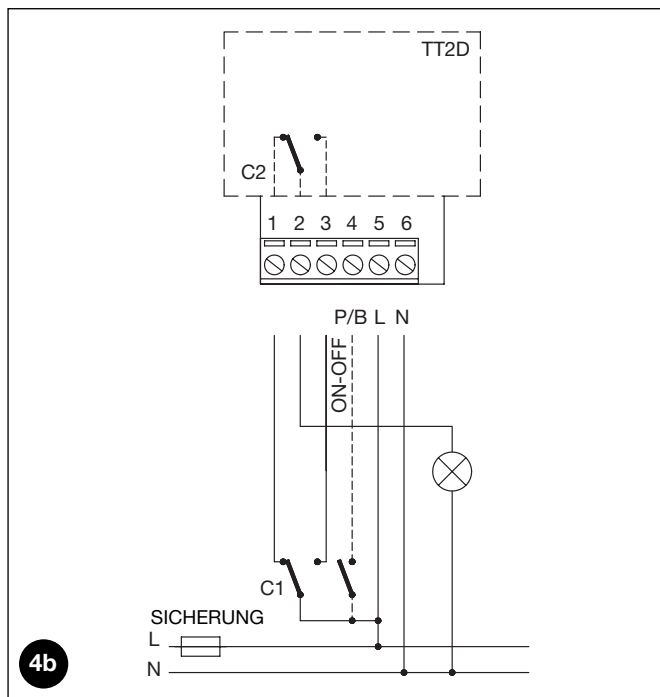 TT2D
C2
1 2 3 4 5 6
P/B L N
ON-OFF
C1
SICHERUNG
L
N
4b